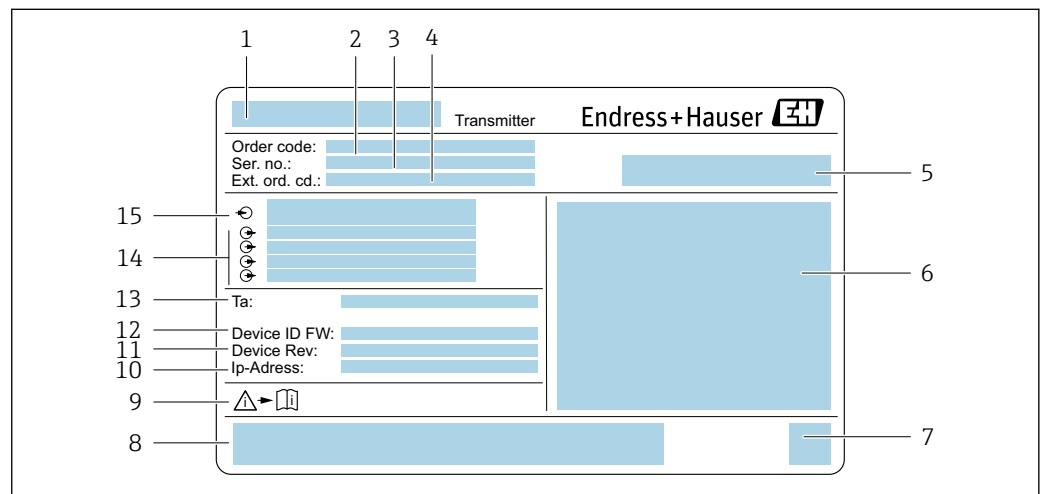 1 2 3 4
Transmitter Endress+Hauser EH
Order code:
Ser. no.:
Ext. ord. cd.:
5
15
14
6
13 Ta:
12 Device ID FW:
11 Device Rev:
10 Ip-Adress:
9 i i
8
7